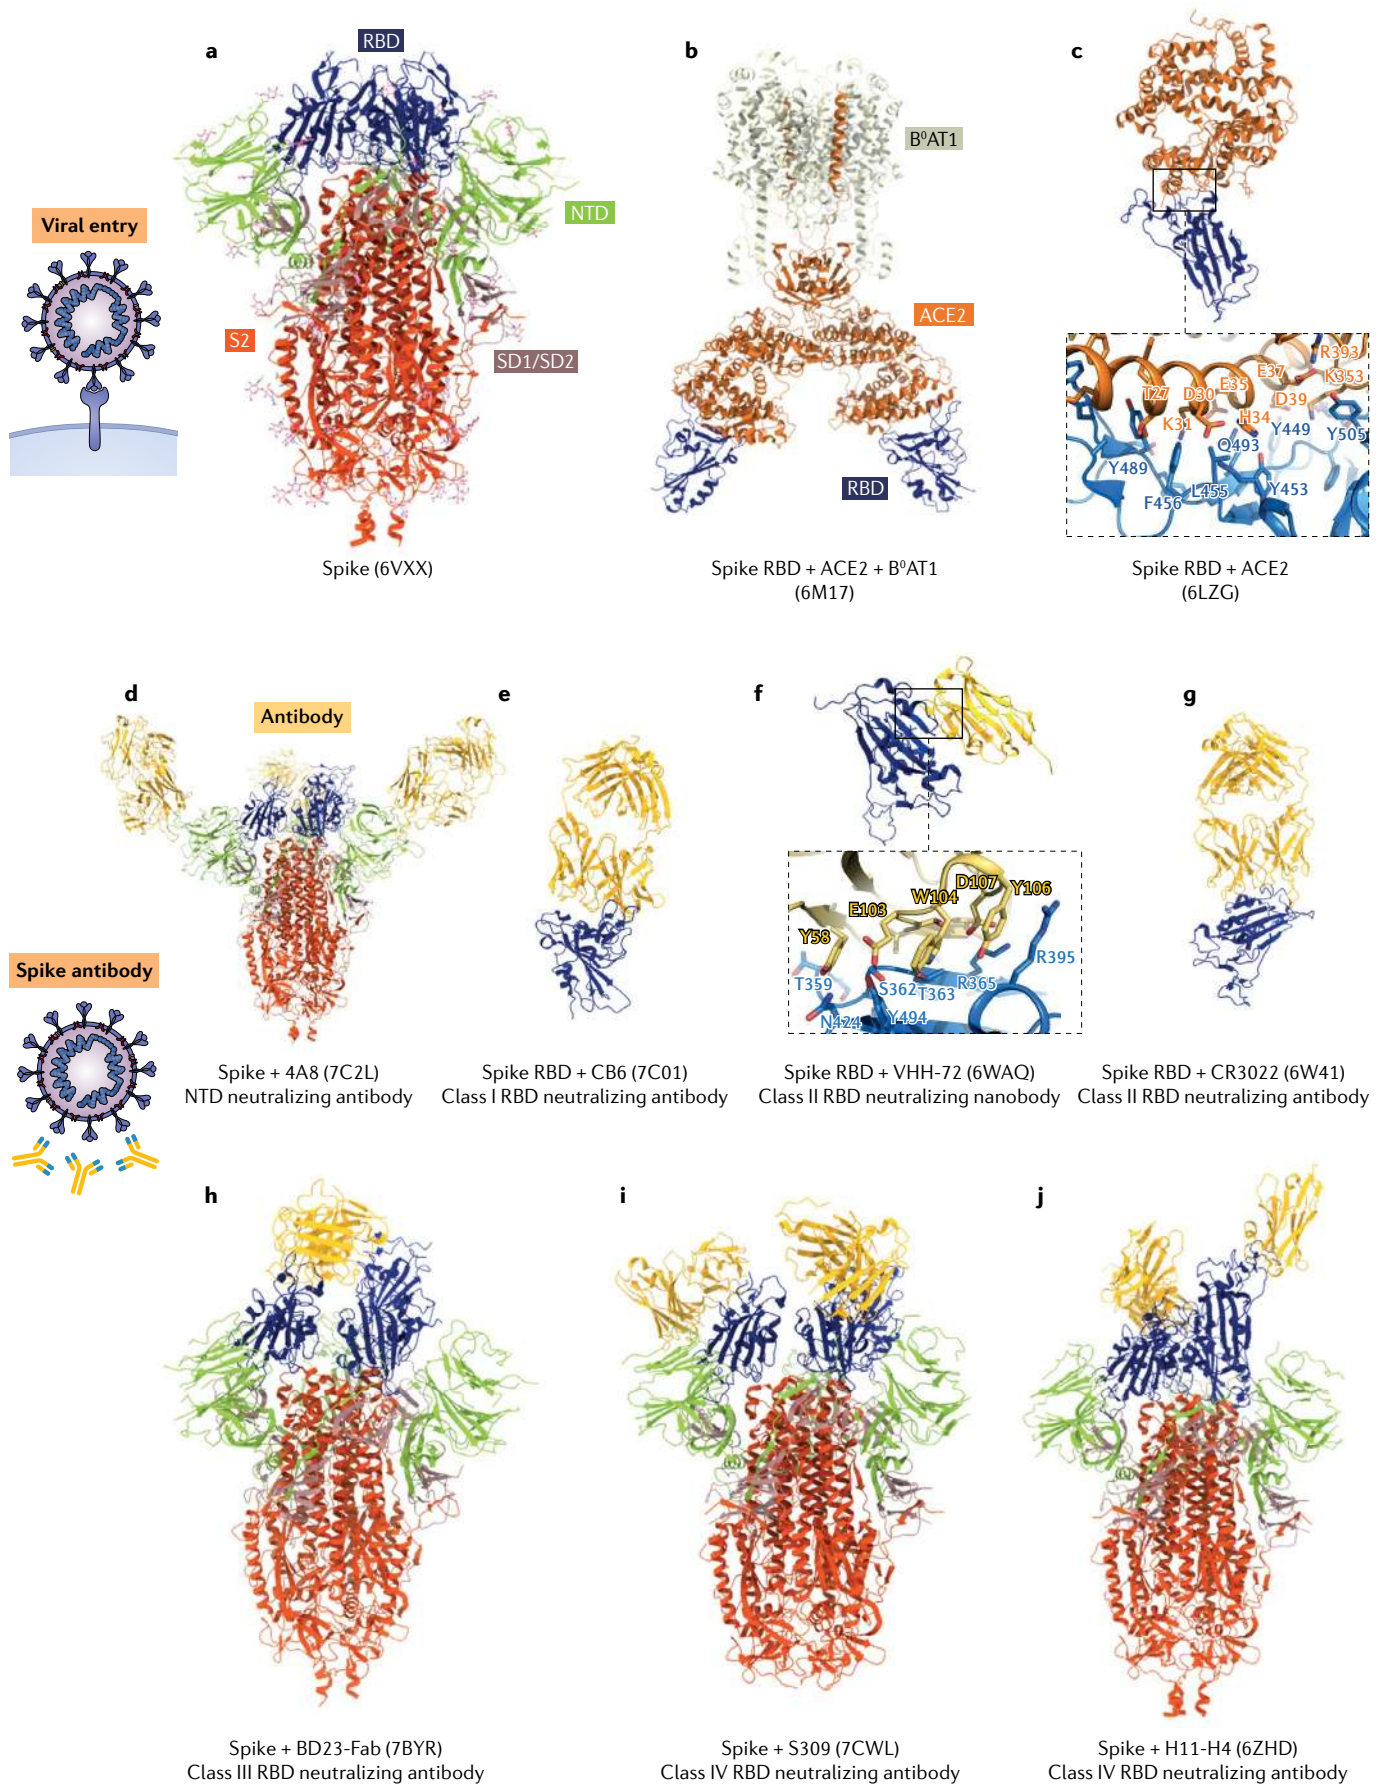 a
RBD
b
c
B⁰AT1
NTD
Viral entry
ACE2
S2
SD1/SD2
R393
E37
K353
T27
D30
E35
D39
K31
H34
Y449
Y505
Q493
Y489
L455
Y453
F456
RBD
Spike (6VXX)
Spike RBD + ACE2 + B⁰AT1
(6M17)
Spike RBD + ACE2
(6LZG)
d
Antibody
e
f
g
D107
Y106
W104
E103
Y58
R395
T359
S362
T363
R365
N424
Y494
Spike antibody
Spike + 4A8 (7C2L)
NTD neutralizing antibody
Spike RBD + CB6 (7C01)
Class I RBD neutralizing antibody
Spike RBD + VHH-72 (6WAQ)
Class II RBD neutralizing nanobody
Spike RBD + CR3022 (6W41)
Class II RBD neutralizing antibody
h
i
j
Spike + BD23-Fab (7BYR)
Class III RBD neutralizing antibody
Spike + S309 (7CWL)
Class IV RBD neutralizing antibody
Spike + H11-H4 (6ZHD)
Class IV RBD neutralizing antibody